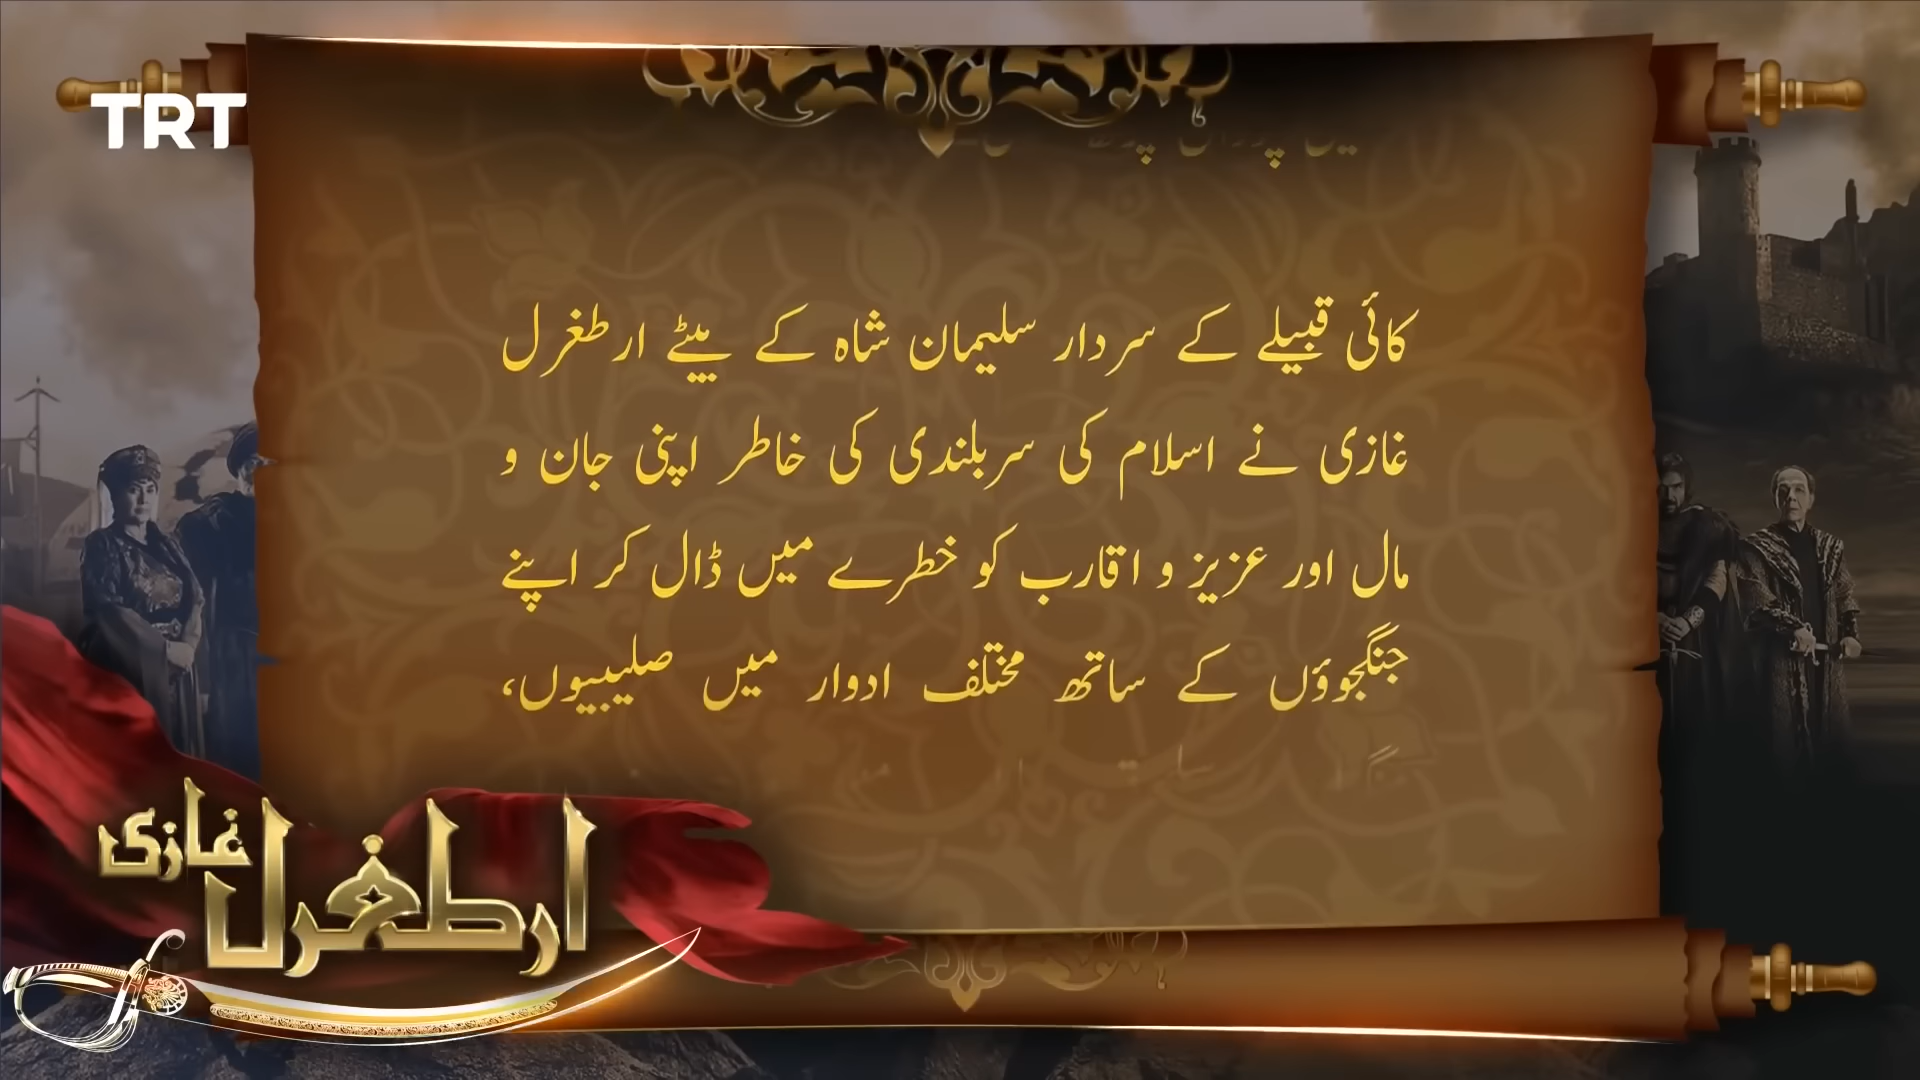 TRT
کائی قبیلے کے سردار سلیمان شاہ کے بیٹے ارطغرل
غازی نے اسلام کی سربلندی کی خاطر اپنی جان و
مال اور عزیز و اقارب کو خطرے میں ڈال کر اپنے
جنگجوؤں کے ساتھ مختلف ادوار میں صلیبیوں،
ارطغرل غازی